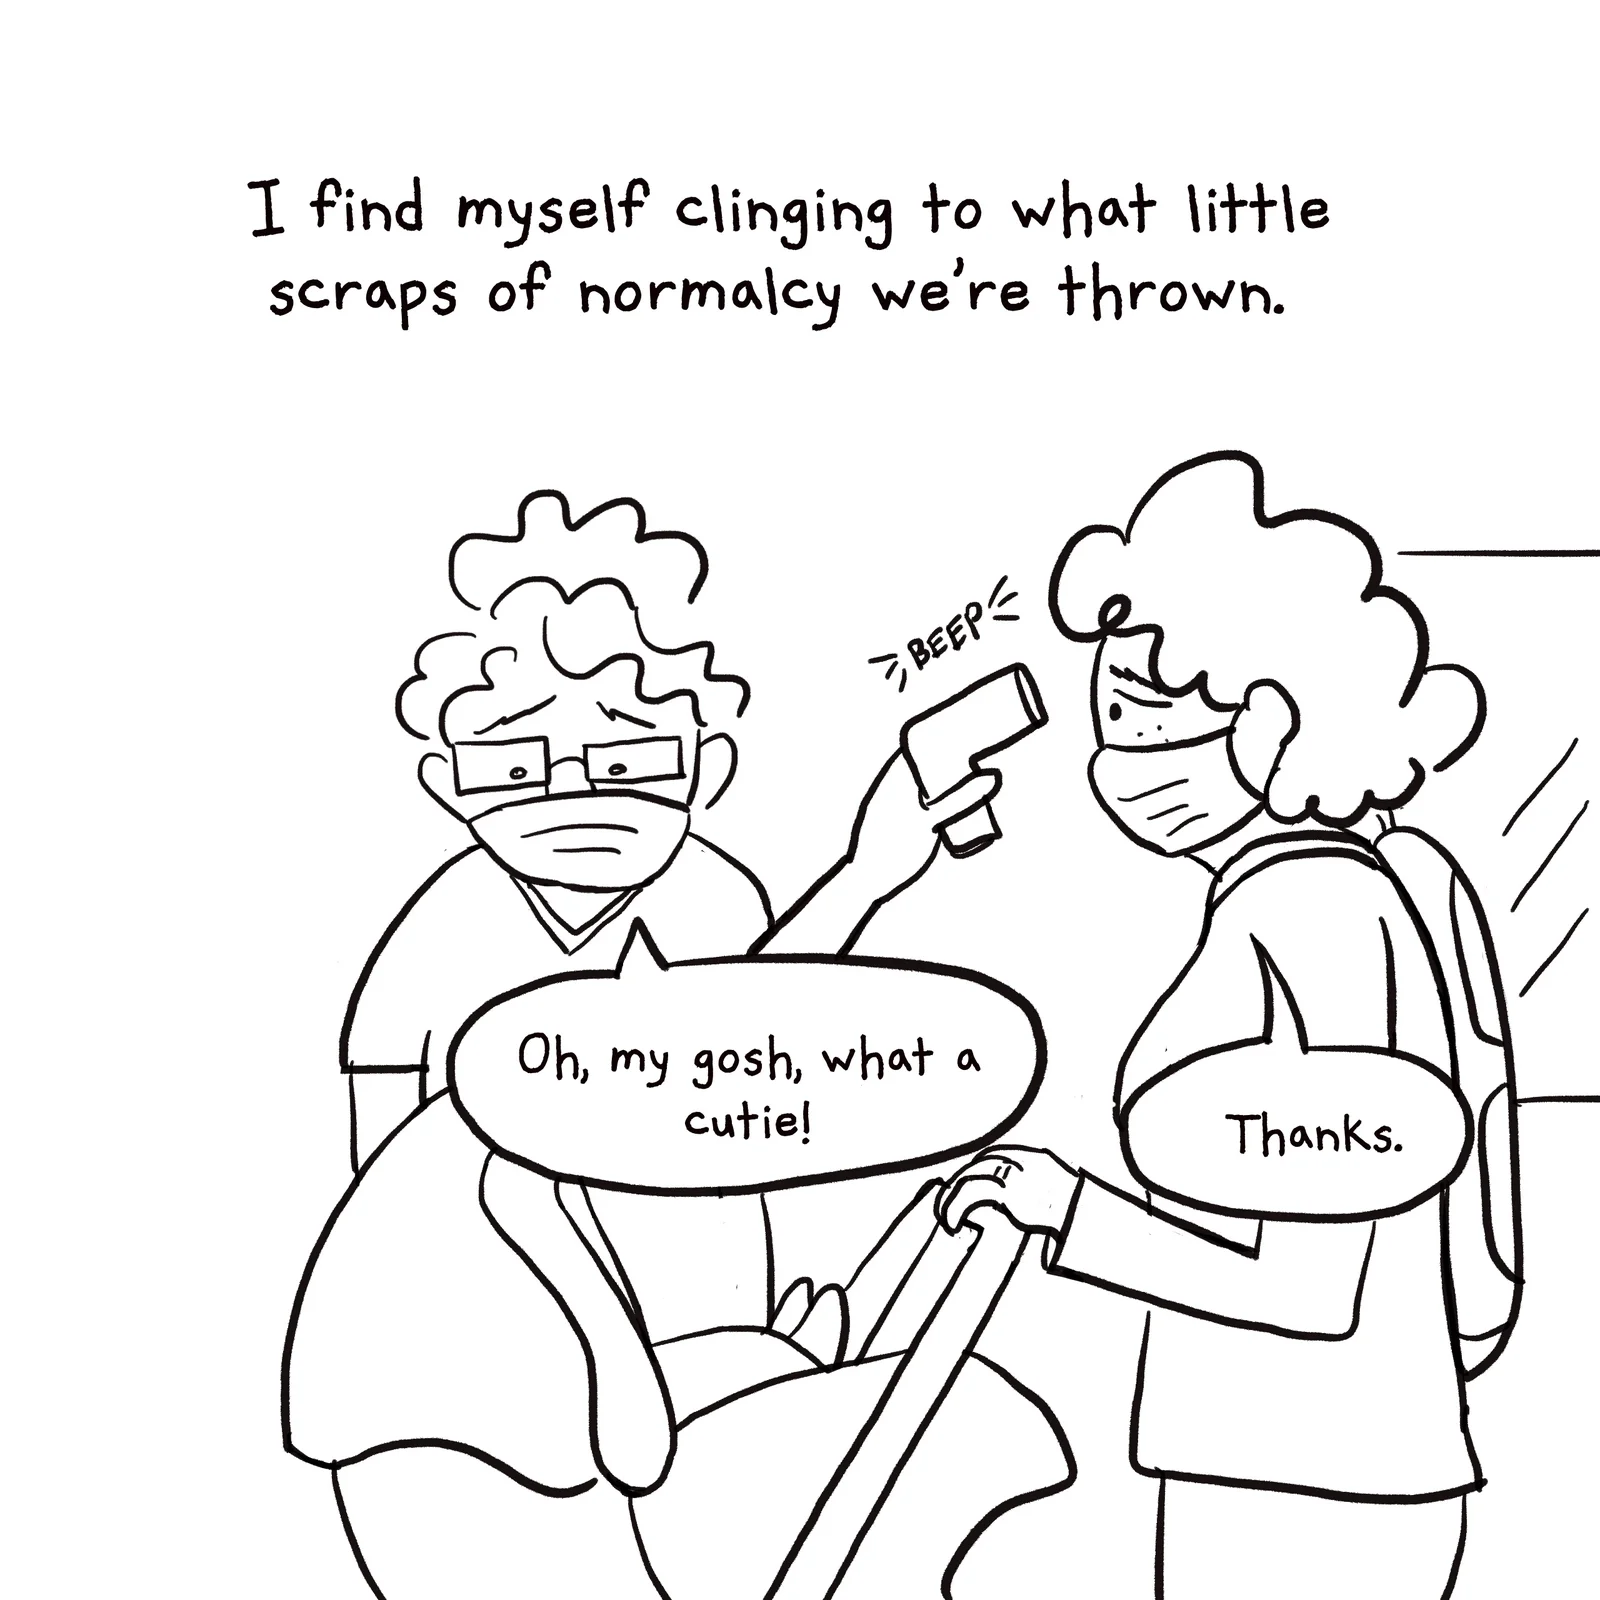 I find myself clinging to what little
scraps of normalcy we're thrown.
BEEP
Oh, my gosh, what a
cutie!
Thanks.